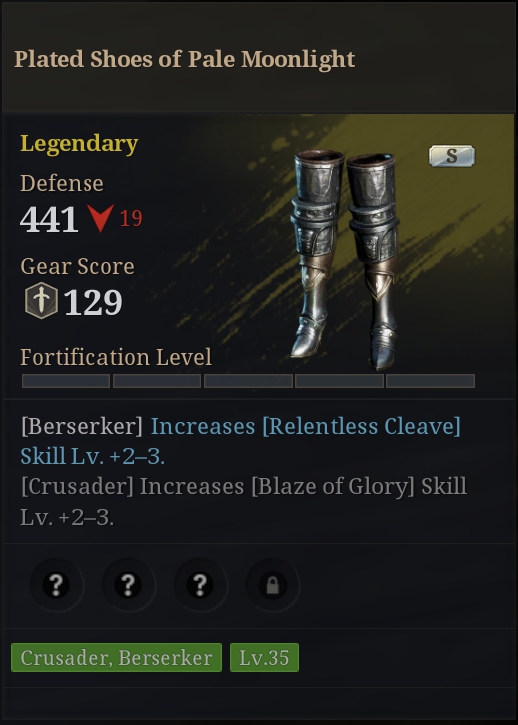 Plated Shoes of Pale Moonlight
Legendary
S
Defense
441 19
Gear Score
129
Fortification Level
[Berserker] Increases [Relentless Cleave]
Skill Lv. +2–3.
[Crusader] Increases [Blaze of Glory] Skill
Lv. +2–3.
? ? ?
Crusader, Berserker Lv.35